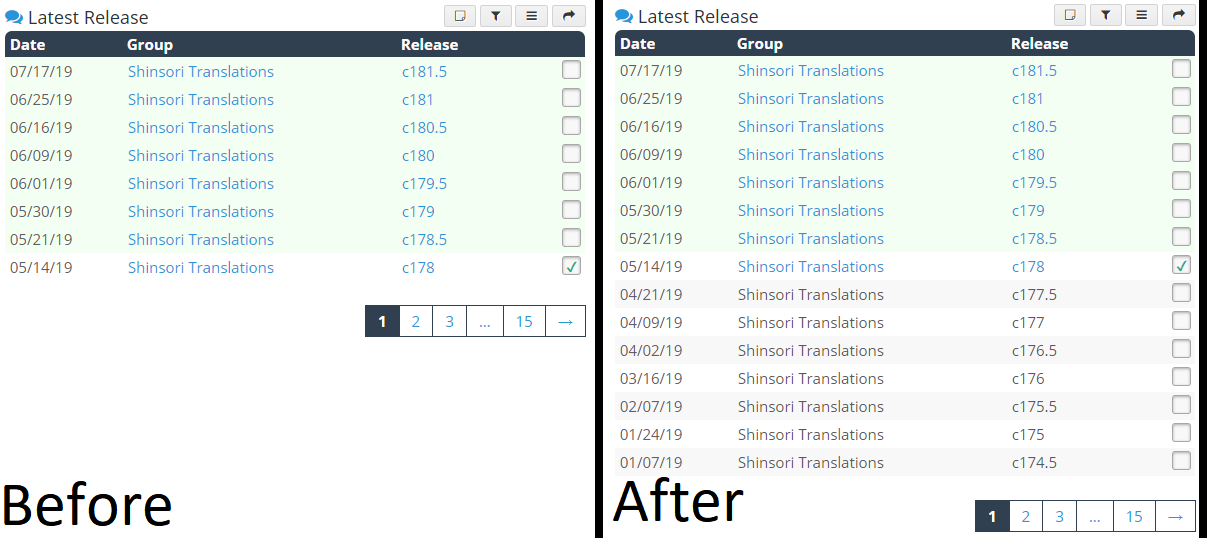 Latest Release
Date Group Release
07/17/19 Shinsori Translations c181.5
06/25/19 Shinsori Translations c181
06/16/19 Shinsori Translations c180.5
06/09/19 Shinsori Translations c180
06/01/19 Shinsori Translations c179.5
05/30/19 Shinsori Translations c179
05/21/19 Shinsori Translations c178.5
05/14/19 Shinsori Translations c178
1 2 3 ... 15 →
Before
Latest Release
Date Group Release
07/17/19 Shinsori Translations c181.5
06/25/19 Shinsori Translations c181
06/16/19 Shinsori Translations c180.5
06/09/19 Shinsori Translations c180
06/01/19 Shinsori Translations c179.5
05/30/19 Shinsori Translations c179
05/21/19 Shinsori Translations c178.5
05/14/19 Shinsori Translations c178
04/21/19 Shinsori Translations c177.5
04/09/19 Shinsori Translations c177
04/02/19 Shinsori Translations c176.5
03/16/19 Shinsori Translations c176
02/07/19 Shinsori Translations c175.5
01/24/19 Shinsori Translations c175
01/07/19 Shinsori Translations c174.5
After
1 2 3 ... 15 →